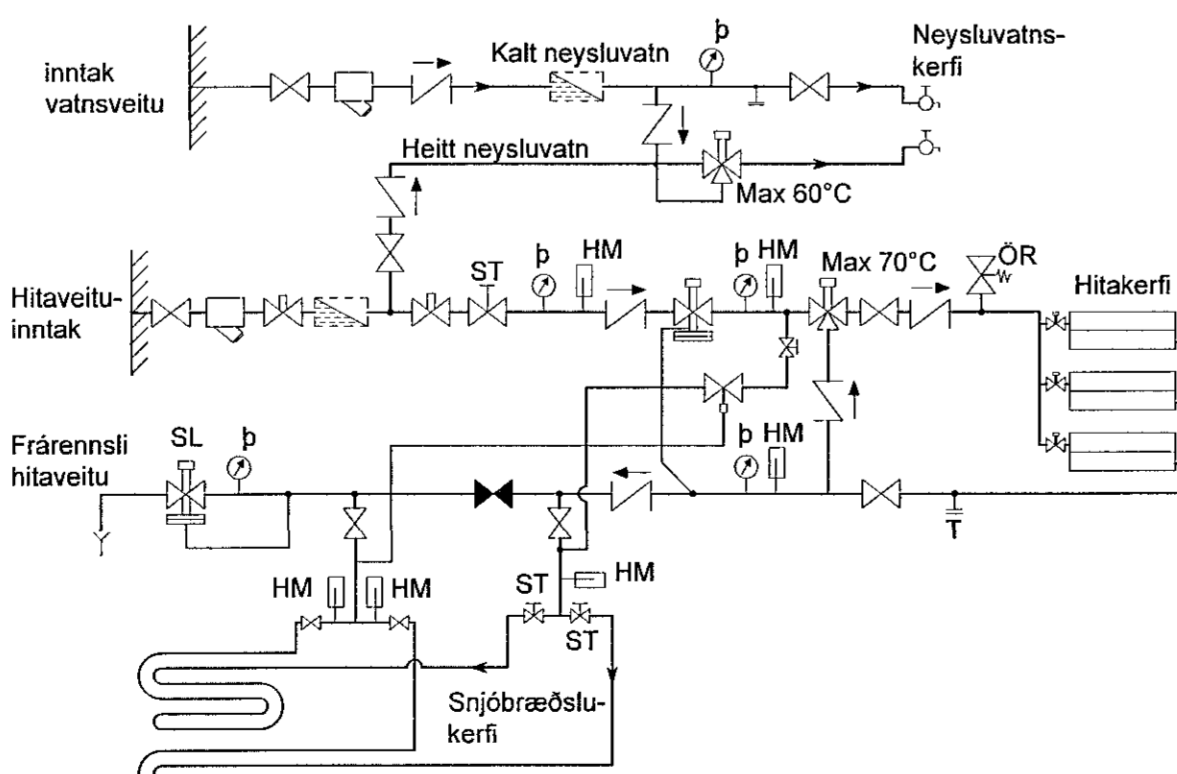 þ
Neysluvatns-
kerfi
Kalt neysluvatn
inntak
vatnsveitu
Heitt neysluvatn
Max 60°C
þ
HM
þ
HM
Max 70°C
ÖR
ST
Hitaveitu-
inntak
Hitakerfi
Frárennsli
hitaveitu
SL
þ
þ
HM
T
HM
HM
ST
HM
ST
Snjóbræðslu-
kerfi